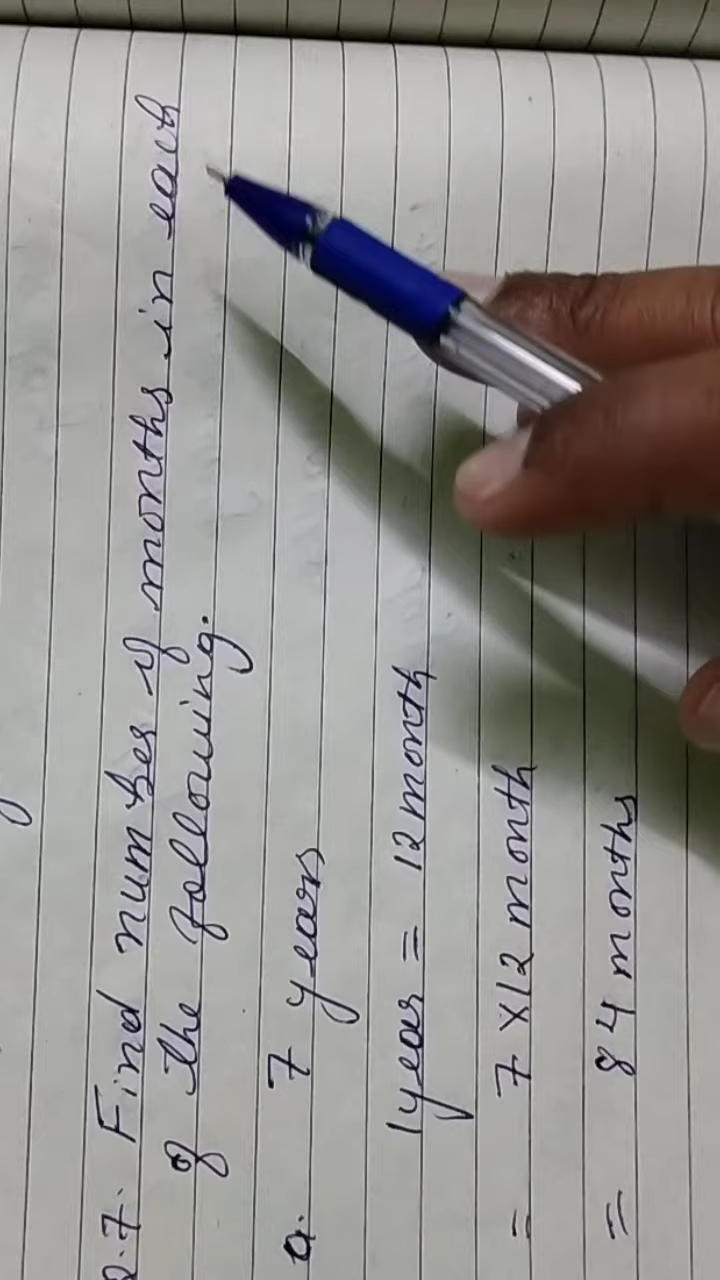 Q.7. Find number of months in each
of the following.
a. 7 years
1 year = 12 month
= 7 X 12 month
= 84 months